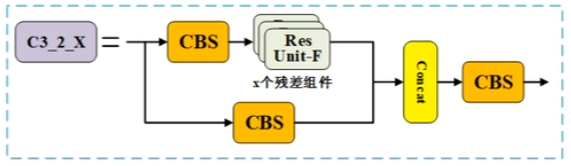 C3_2_X
CBS
Res
Unit-F
x个残差组件
CBS
Concat
CBS